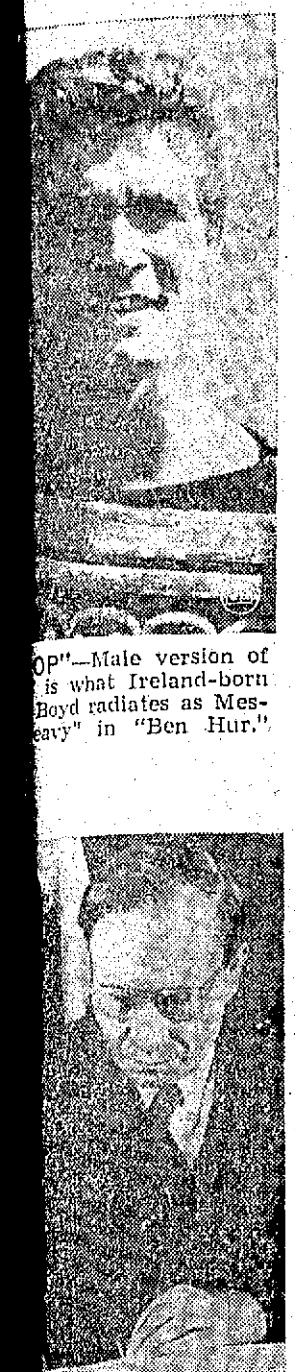 OP"—Male version of
is what Ireland-born
Boyd radiates as Mes-
eavy" in "Ben Hur."